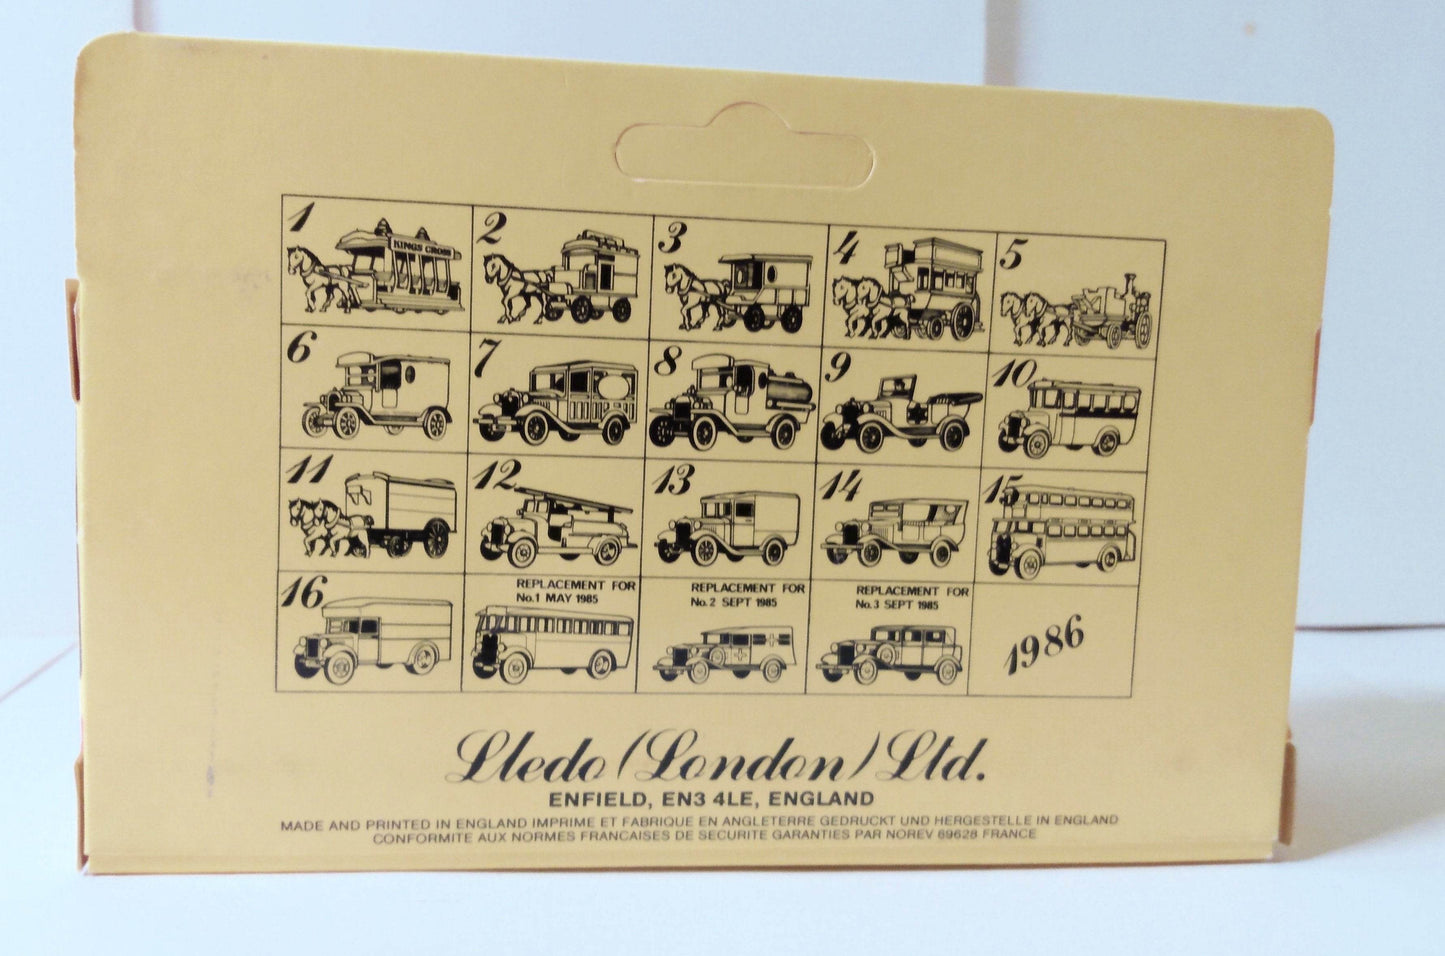 1
KINGS CROSS
2
3
4
5
6
7
8
9
10
11
12
13
14
15
16
REPLACEMENT FOR
No.1 MAY 1985
REPLACEMENT FOR
No.2 SEPT 1985
REPLACEMENT FOR
No.3 SEPT 1985
1986
Lledo (London) Ltd.
ENFIELD, EN3 4LE, ENGLAND
MADE AND PRINTED IN ENGLAND IMPRIME ET FABRIQUE EN ANGLETERRE GEDRUCKT UND HERGESTELLE IN ENGLAND
CONFORMITE AUX NORMES FRANCAISES DE SECURITE GARANTIES PAR NOREV 69628 FRANCE